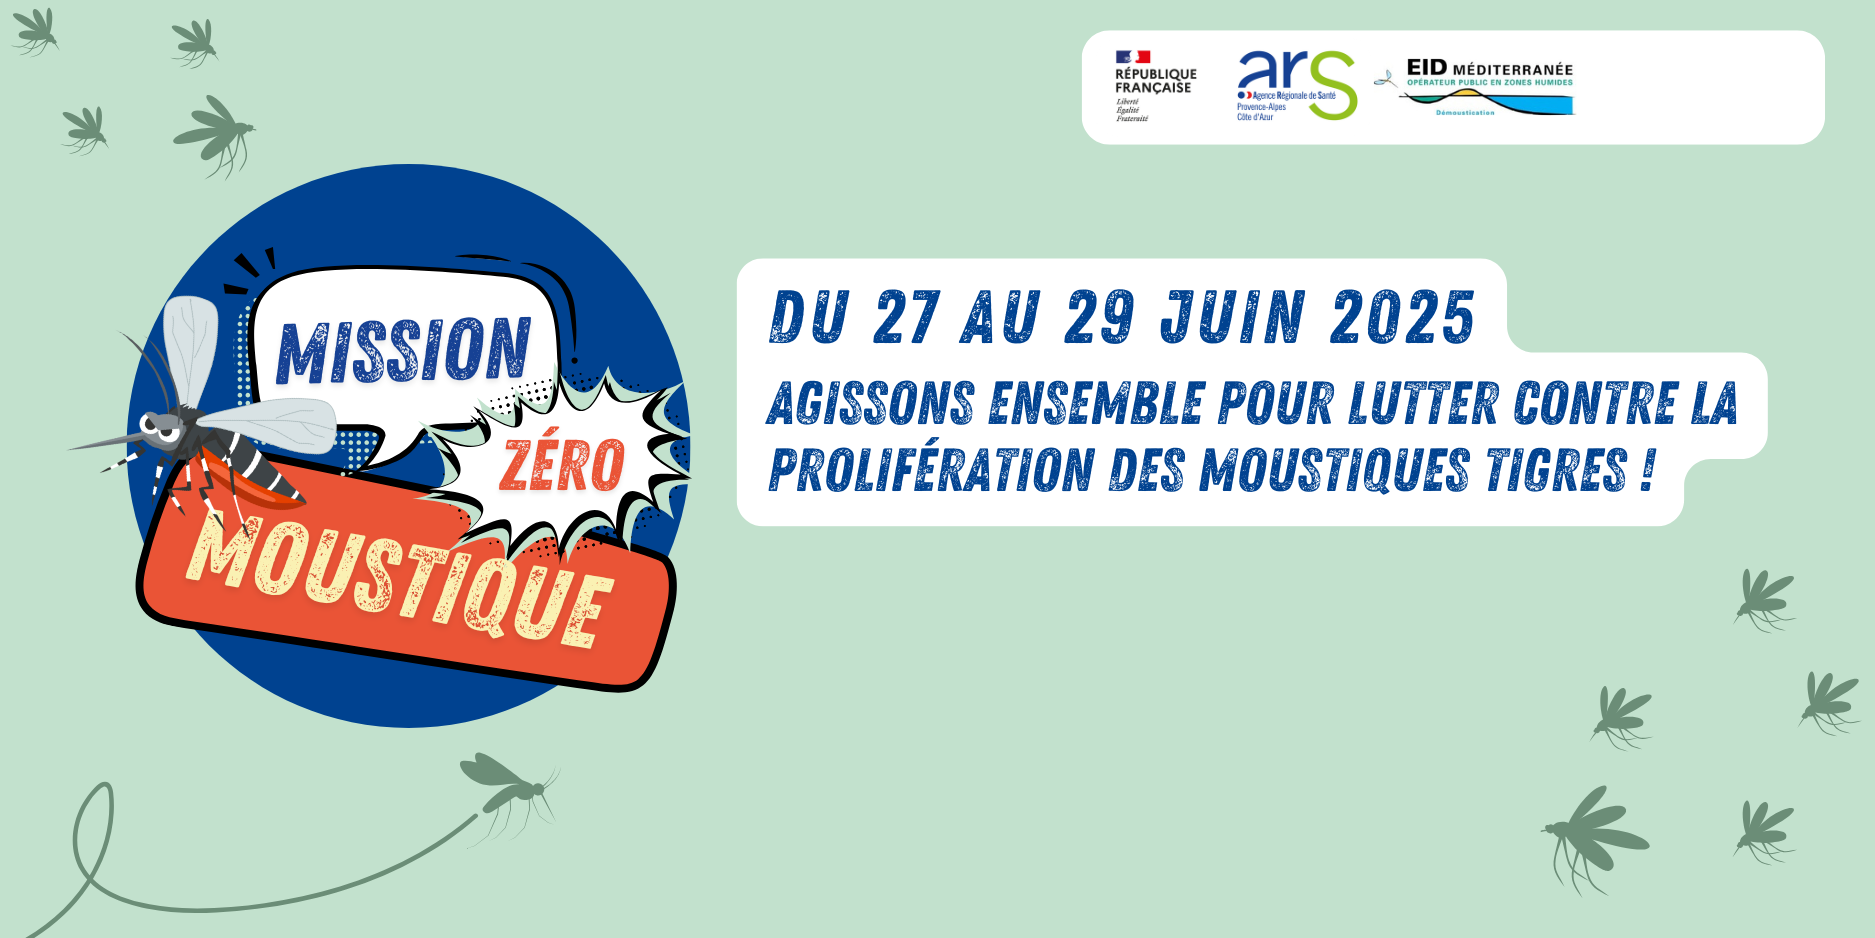 RÉPUBLIQUE
FRANÇAISE
Liberté
Égalité
Fraternité
ars
Agence Régionale de Santé
Provence-Alpes
Côte d'Azur
EID MÉDITERRANÉE
OPÉRATEUR PUBLIC EN ZONES HUMIDES
Démoustication
MISSION
ZÉRO
MOUSTIQUE
DU 27 AU 29 JUIN 2025
AGISSONS ENSEMBLE POUR LUTTER CONTRE LA
PROLIFÉRATION DES MOUSTIQUES TIGRES !